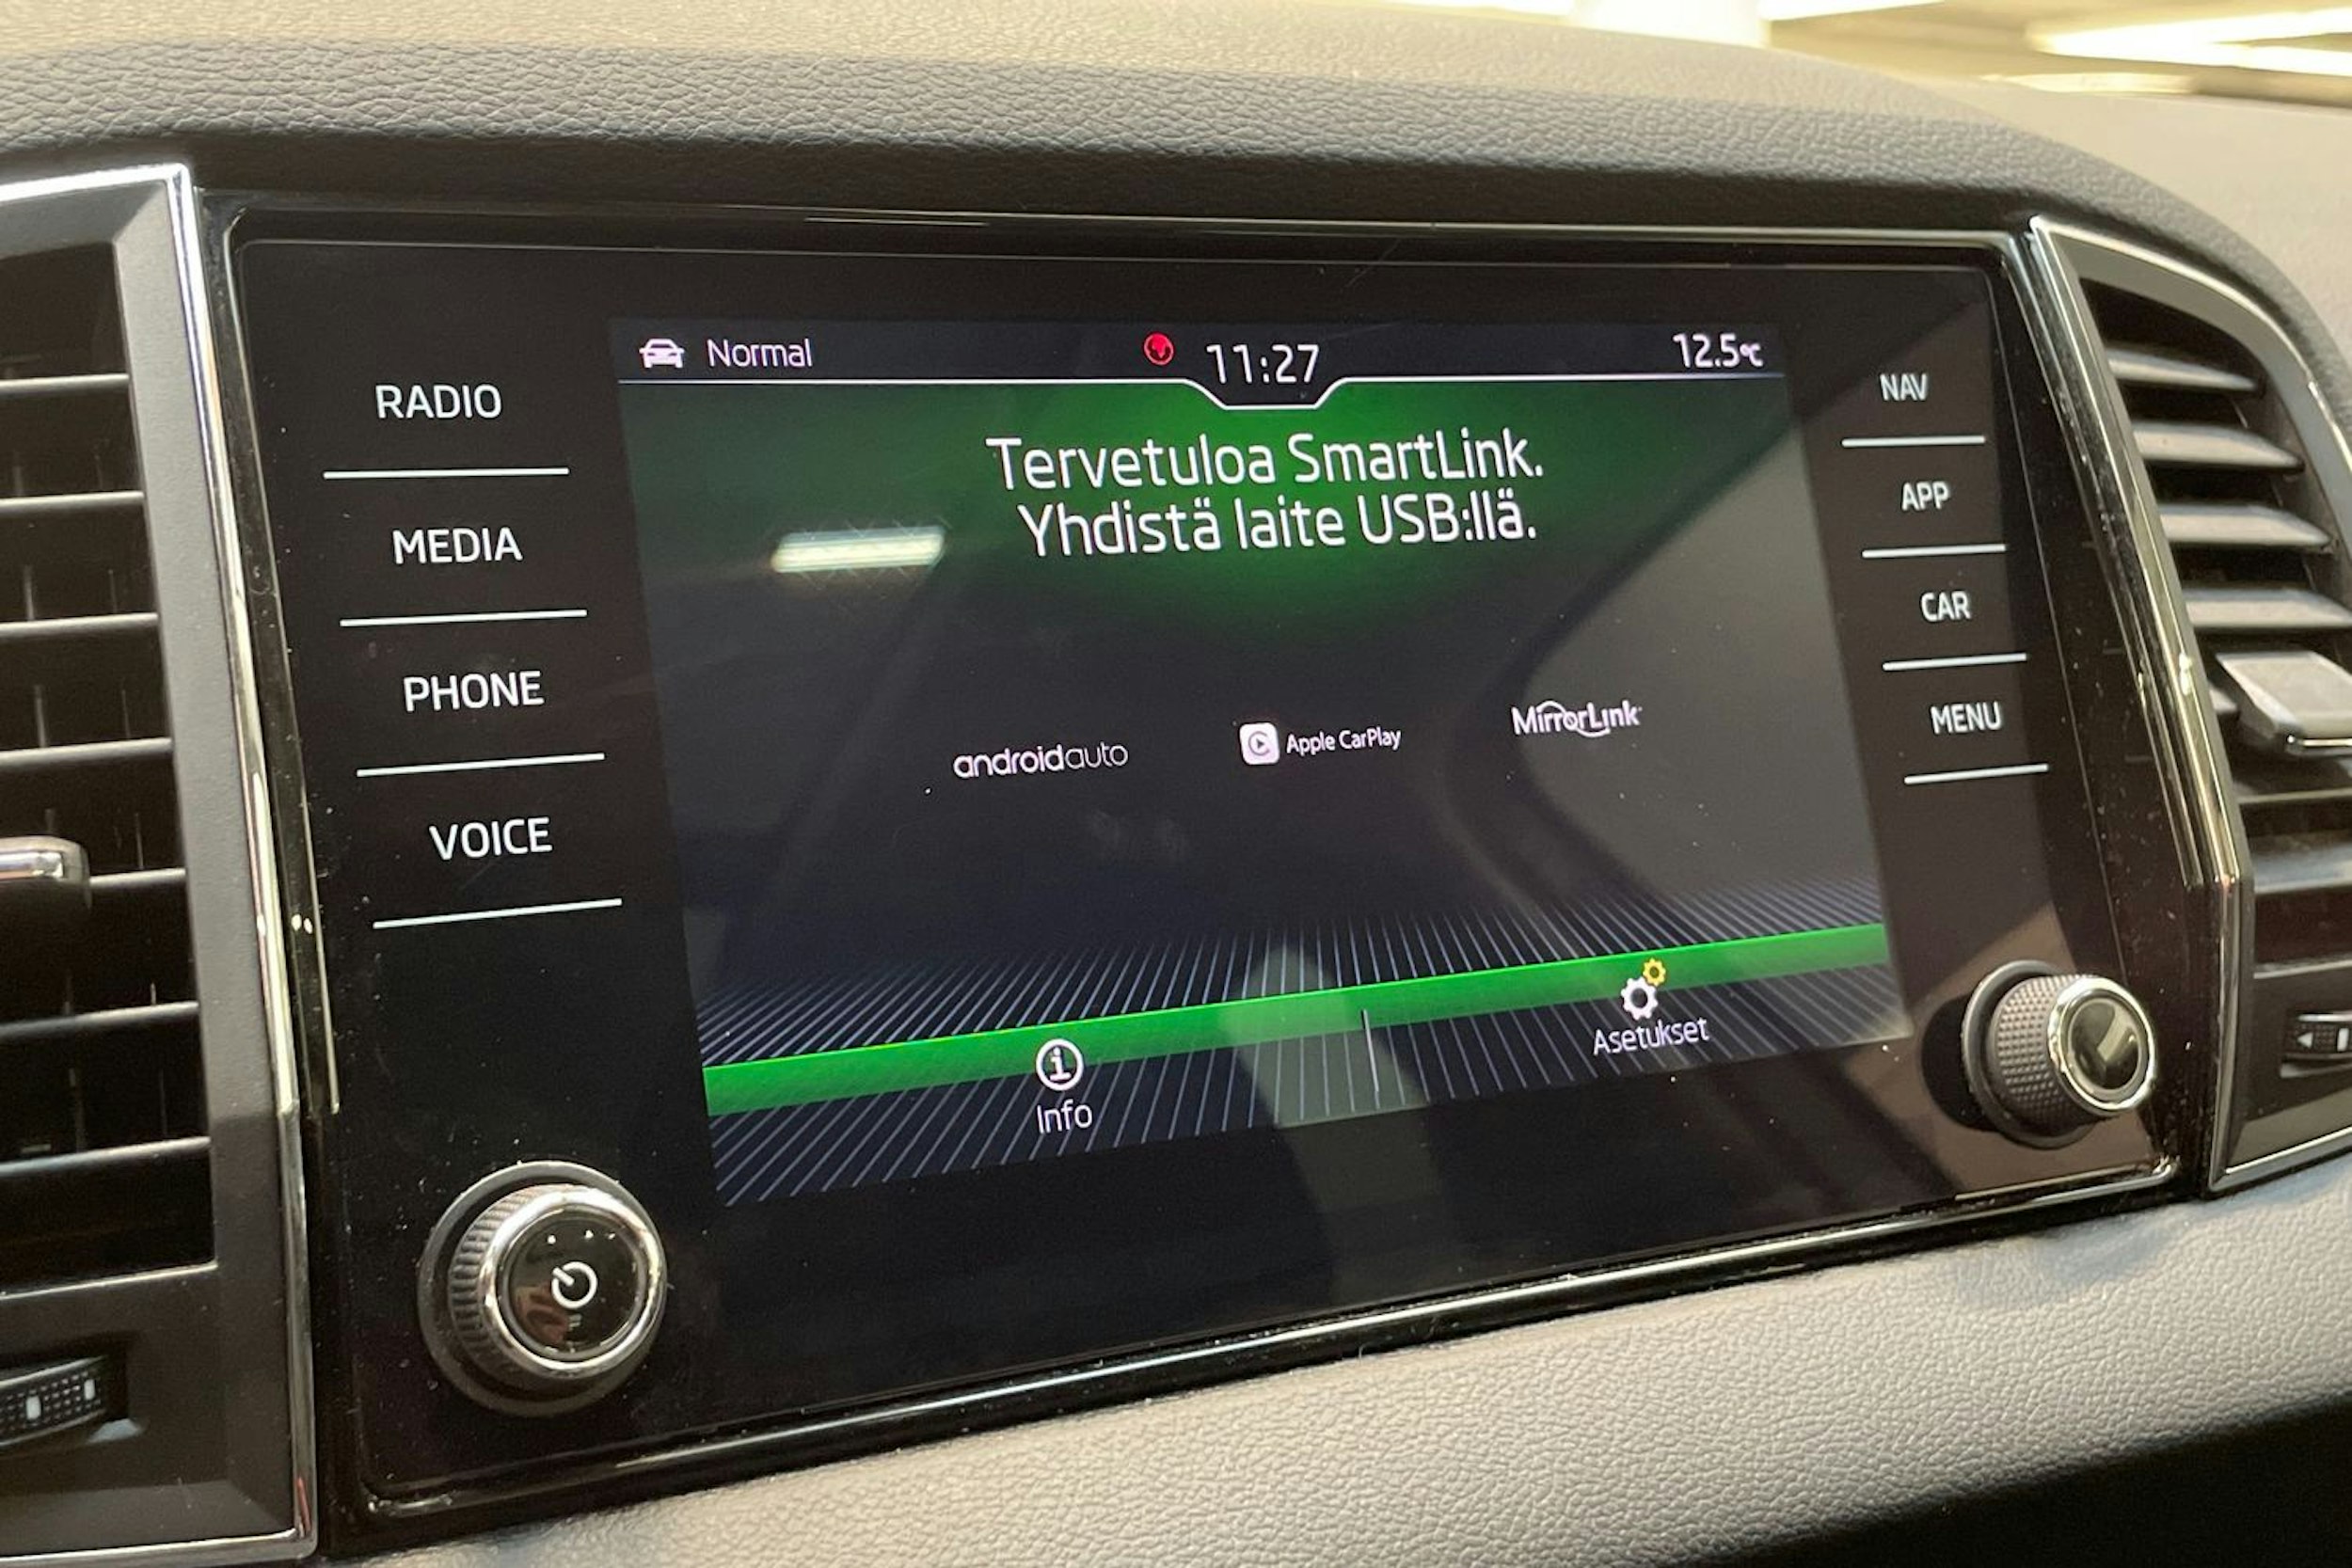 RADIO
MEDIA
PHONE
VOICE
Normal
11:27
12.5°C
Tervetuloa SmartLink.
Yhdistä laite USB:llä.
androidauto
Apple CarPlay
MirrorLink
Info
Asetukset
NAV
APP
CAR
MENU